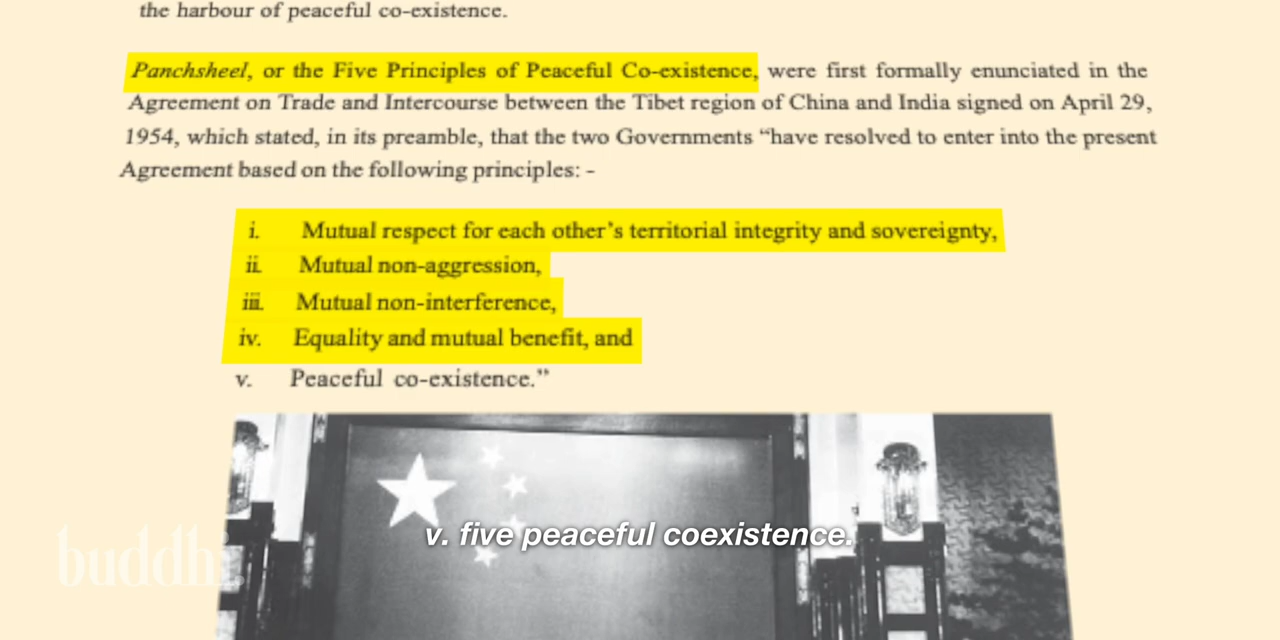 the harbour of peaceful co-existence.
Panchsheel, or the Five Principles of Peaceful Co-existence, were first formally enunciated in the
Agreement on Trade and Intercourse between the Tibet region of China and India signed on April 29,
1954, which stated, in its preamble, that the two Governments “have resolved to enter into the present
Agreement based on the following principles: -
i. Mutual respect for each other’s territorial integrity and sovereignty,
ii. Mutual non-aggression,
iii. Mutual non-interference,
iv. Equality and mutual benefit, and
v. Peaceful co-existence.”
v. five peaceful coexistence.
buddhi